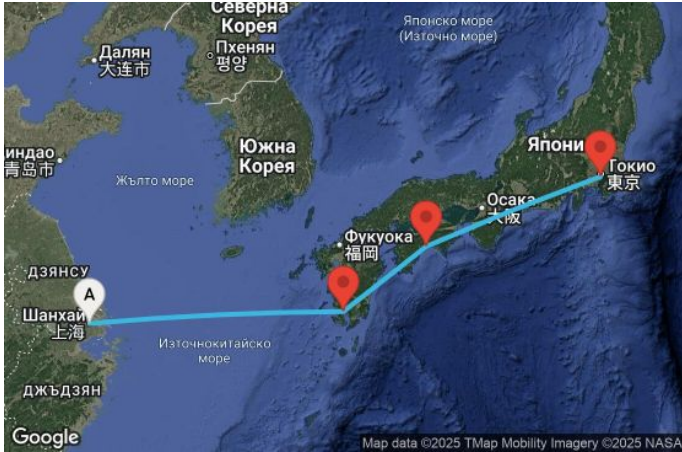 Северна
Корея
Японско море
(Източно море)
Далян
大连市
Пхенян
평양
Южна
Корея
Япони
Токио
東京
индао
青岛市
Жълто море
Осака
大阪
Фукуока
福岡
ДЗЯНСУ
A
Шанхай
上海
Източнокитайско
море
ДЖЪДЗЯН
Google
Map data ©2025 TMap Mobility Imagery ©2025 NASA